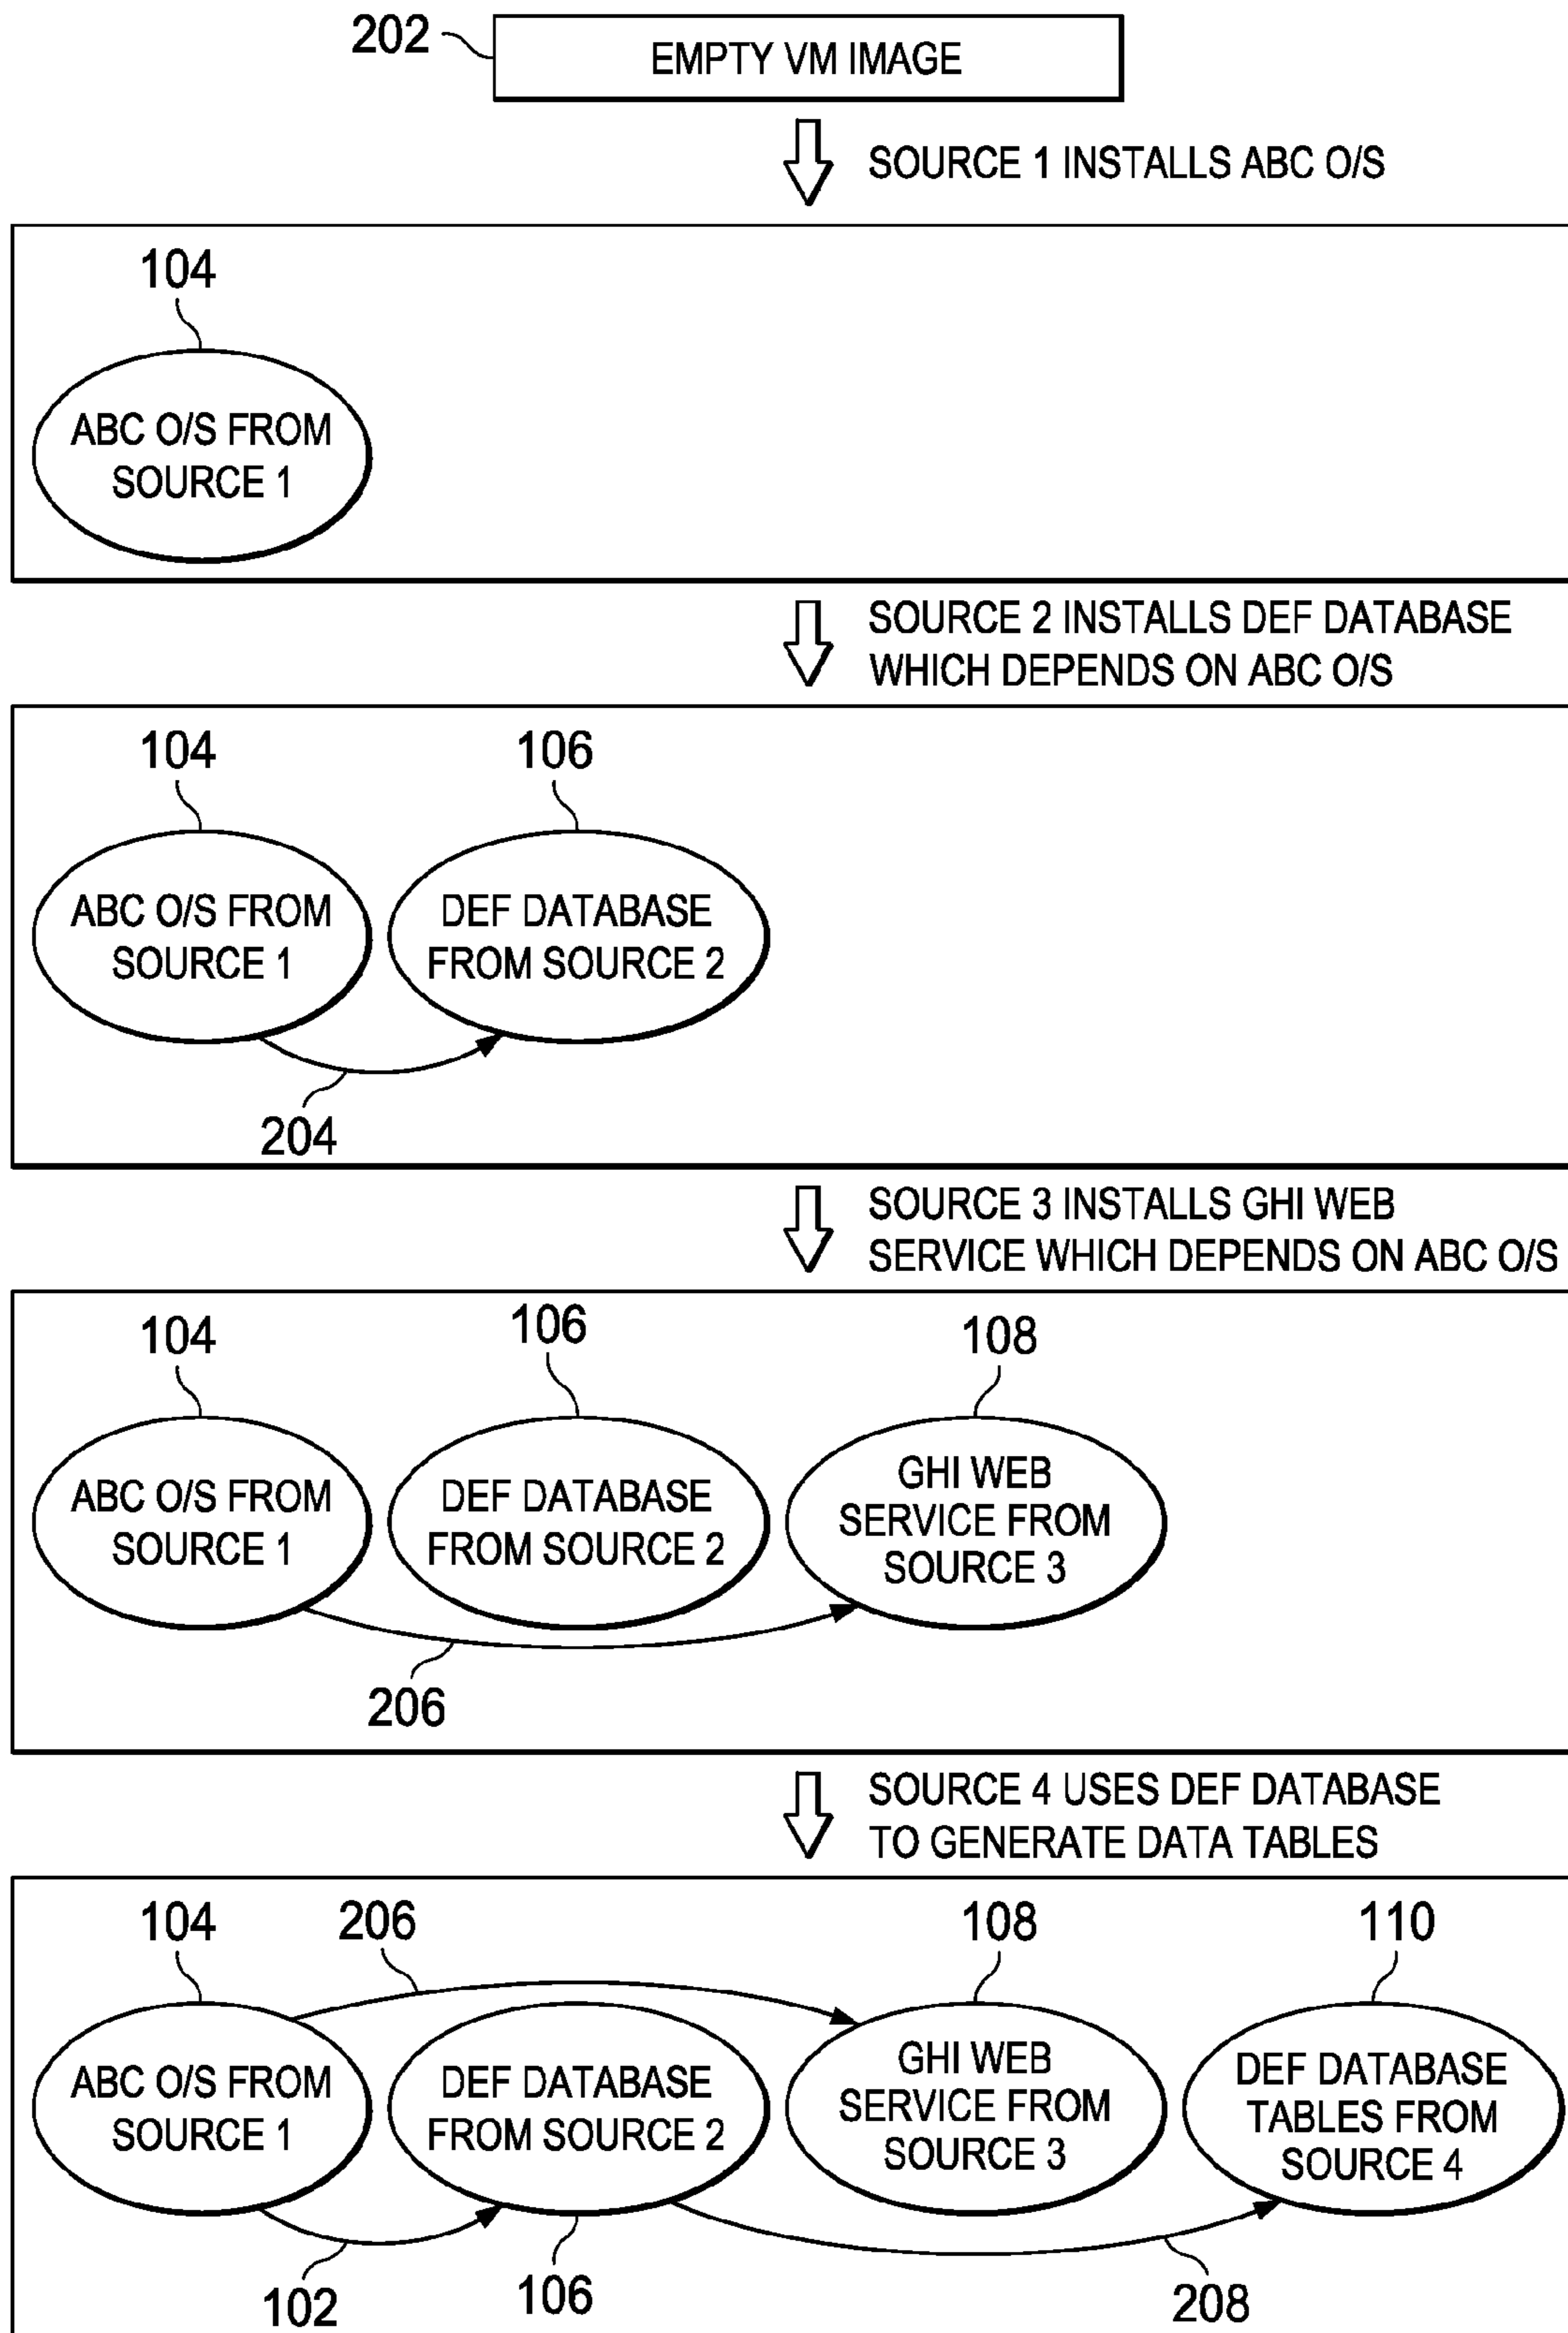 202
EMPTY VM IMAGE
SOURCE 1 INSTALLS ABC O/S
104
ABC O/S FROM
SOURCE 1
SOURCE 2 INSTALLS DEF DATABASE
WHICH DEPENDS ON ABC O/S
104
106
ABC O/S FROM
SOURCE 1
DEF DATABASE
FROM SOURCE 2
204
SOURCE 3 INSTALLS GHI WEB
SERVICE WHICH DEPENDS ON ABC O/S
104
106
108
ABC O/S FROM
SOURCE 1
DEF DATABASE
FROM SOURCE 2
GHI WEB
SERVICE FROM
SOURCE 3
206
SOURCE 4 USES DEF DATABASE
TO GENERATE DATA TABLES
104
206
108
110
ABC O/S FROM
SOURCE 1
DEF DATABASE
FROM SOURCE 2
GHI WEB
SERVICE FROM
SOURCE 3
DEF DATABASE
TABLES FROM
SOURCE 4
102
106
208